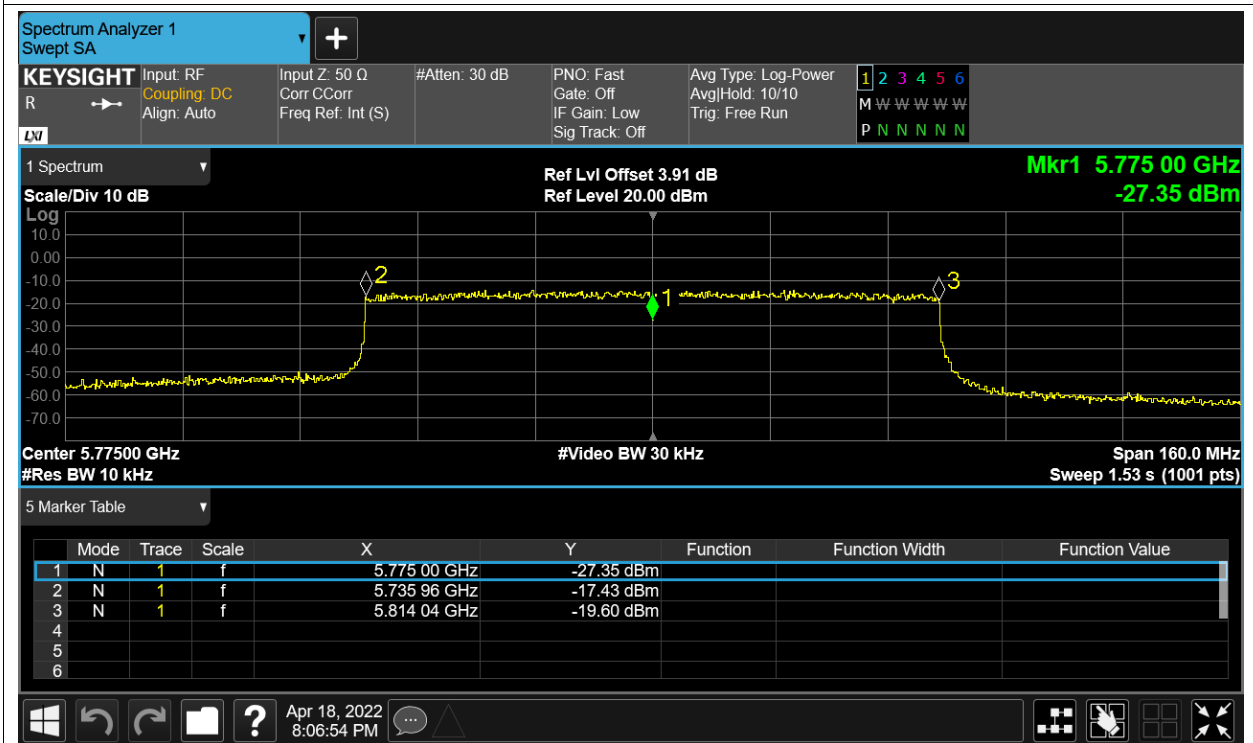 Spectrum Analyzer 1
Swept SA
+
KEYSIGHT Input: RF Input Z: 50 Ω #Atten: 30 dB PNO: Fast Avg Type: Log-Power 1 2 3 4 5 6
R Coupling: DC Corr CCorr Gate: Off Avg|Hold: 10/10 M W W W W W
Align: Auto Freq Ref: Int (S) IF Gain: Low Trig: Free Run
LXI Sig Track: Off P N N N N N
1 Spectrum Ref Lvl Offset 3.91 dB Mkr1 5.775 00 GHz
Scale/Div 10 dB Ref Level 20.00 dBm -27.35 dBm
Log
10.0
0.00
-10.0 2 3
-20.0 1
-30.0
-40.0
-50.0
-60.0
-70.0
Center 5.77500 GHz #Video BW 30 kHz Span 160.0 MHz
#Res BW 10 kHz Sweep 1.53 s (1001 pts)
5 Marker Table
Mode Trace Scale X Y Function Function Width Function Value
1 N 1 f 5.775 00 GHz -27.35 dBm
2 N 1 f 5.735 96 GHz -17.43 dBm
3 N 1 f 5.814 04 GHz -19.60 dBm
4
5
6
? Apr 18, 2022
8:06:54 PM